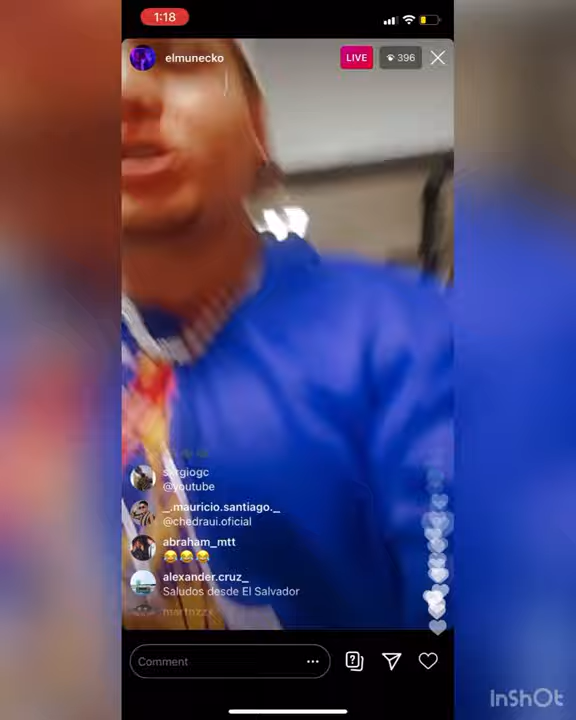 1:18
elmunecko
LIVE
396
@youtube
_.mauricio.santiago._
@chedraui.oficial
abraham_mtt
😂😂😂
alexander.cruz_
Saludos desde El Salvador
Comment
InShOt